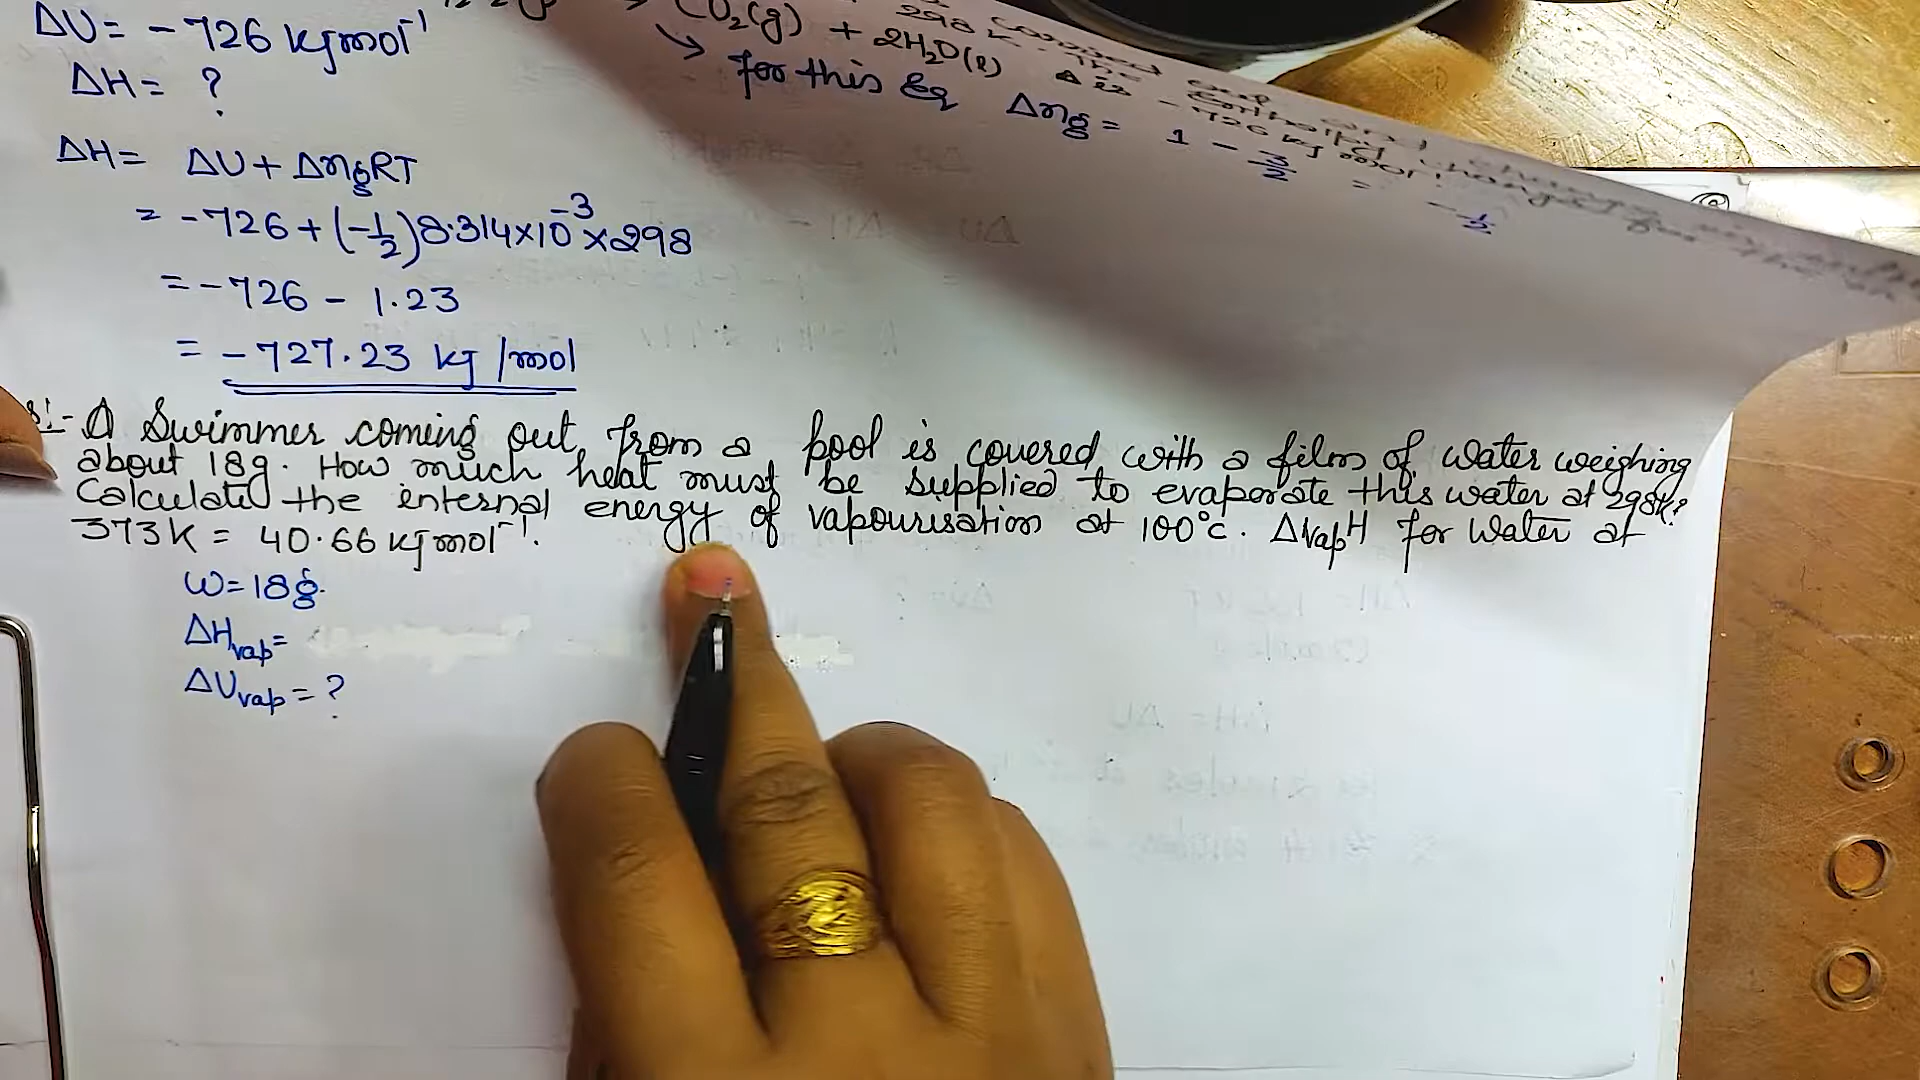 ΔU = -726 kJ mol⁻¹
ΔH = ?
CO₂(g) + 2H₂O(l)
for this Eq Δng = 1 - 3/2 = -1/2
ΔH = ΔU + ΔngRT
= -726 + (-1/2) 8.314×10⁻³×298
= -726 - 1.23
= -727.23 kJ/mol
A Swimmer coming out from a pool is covered with a film of water weighing
about 18g. How much heat must be supplied to evaporate this water at 298K?
Calculate the internal energy of vapourisation at 100°C. ΔvapH for water at
373K = 40.66 kJ mol⁻¹.
W = 18g.
ΔHvap =
ΔUvap = ?